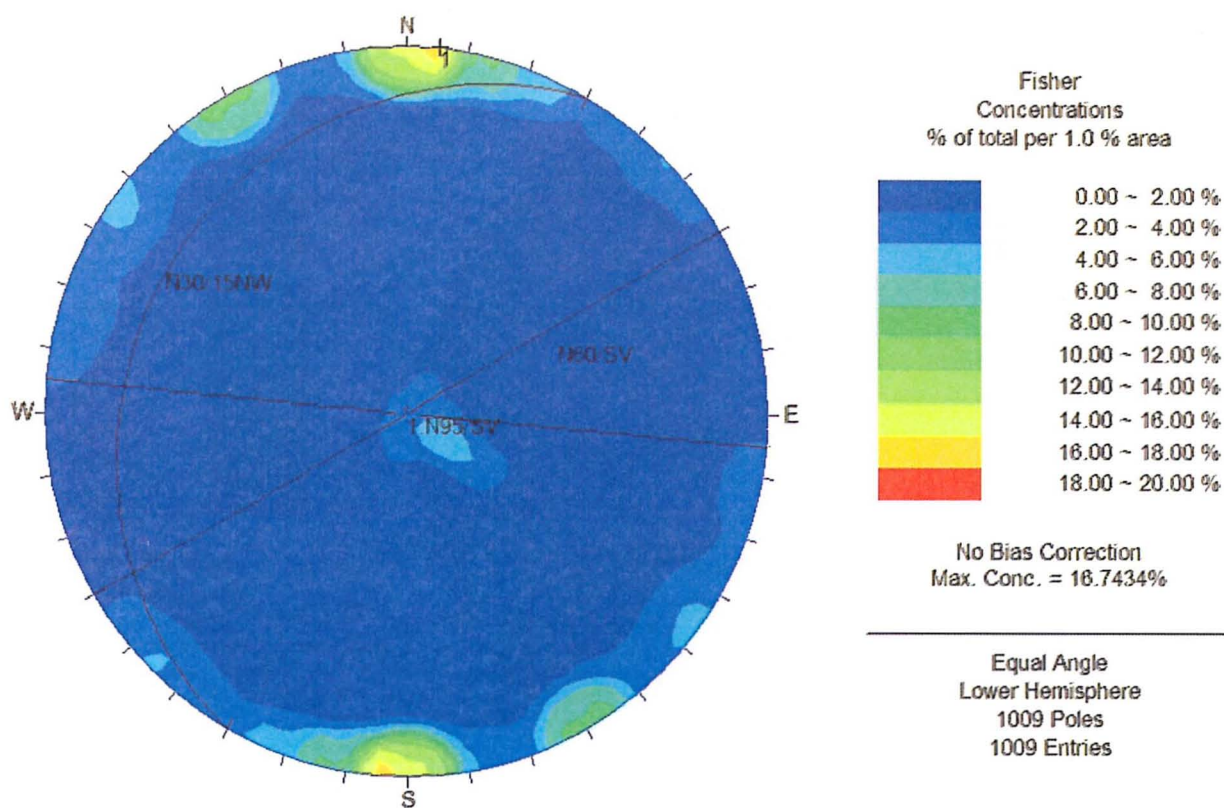 N
1
Fisher
Concentrations
% of total per 1.0 % area
0.00 ~ 2.00 %
2.00 ~ 4.00 %
4.00 ~ 6.00 %
6.00 ~ 8.00 %
8.00 ~ 10.00 %
10.00 ~ 12.00 %
12.00 ~ 14.00 %
14.00 ~ 16.00 %
16.00 ~ 18.00 %
18.00 ~ 20.00 %
N30/15NW
N60/SV
W
1 N95/SV
E
No Bias Correction
Max. Conc. = 16.7434%
Equal Angle
Lower Hemisphere
1009 Poles
1009 Entries
S